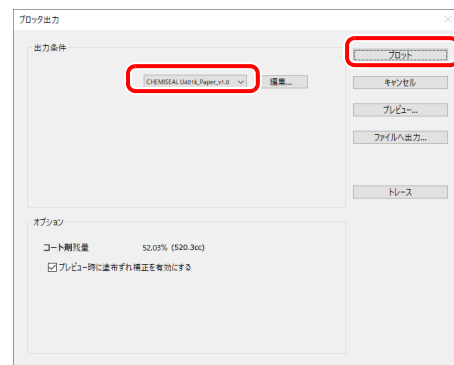 プロッタ出力
出力条件
CHEMISEAL U401k_Paper_v1.0
編集...
プロット
キャンセル
プレビュー...
ファイルへ出力...
トレース
オプション
コート剤残量 52.03% (520.3cc)
プレビュー時に塗布ずれ補正を有効にする